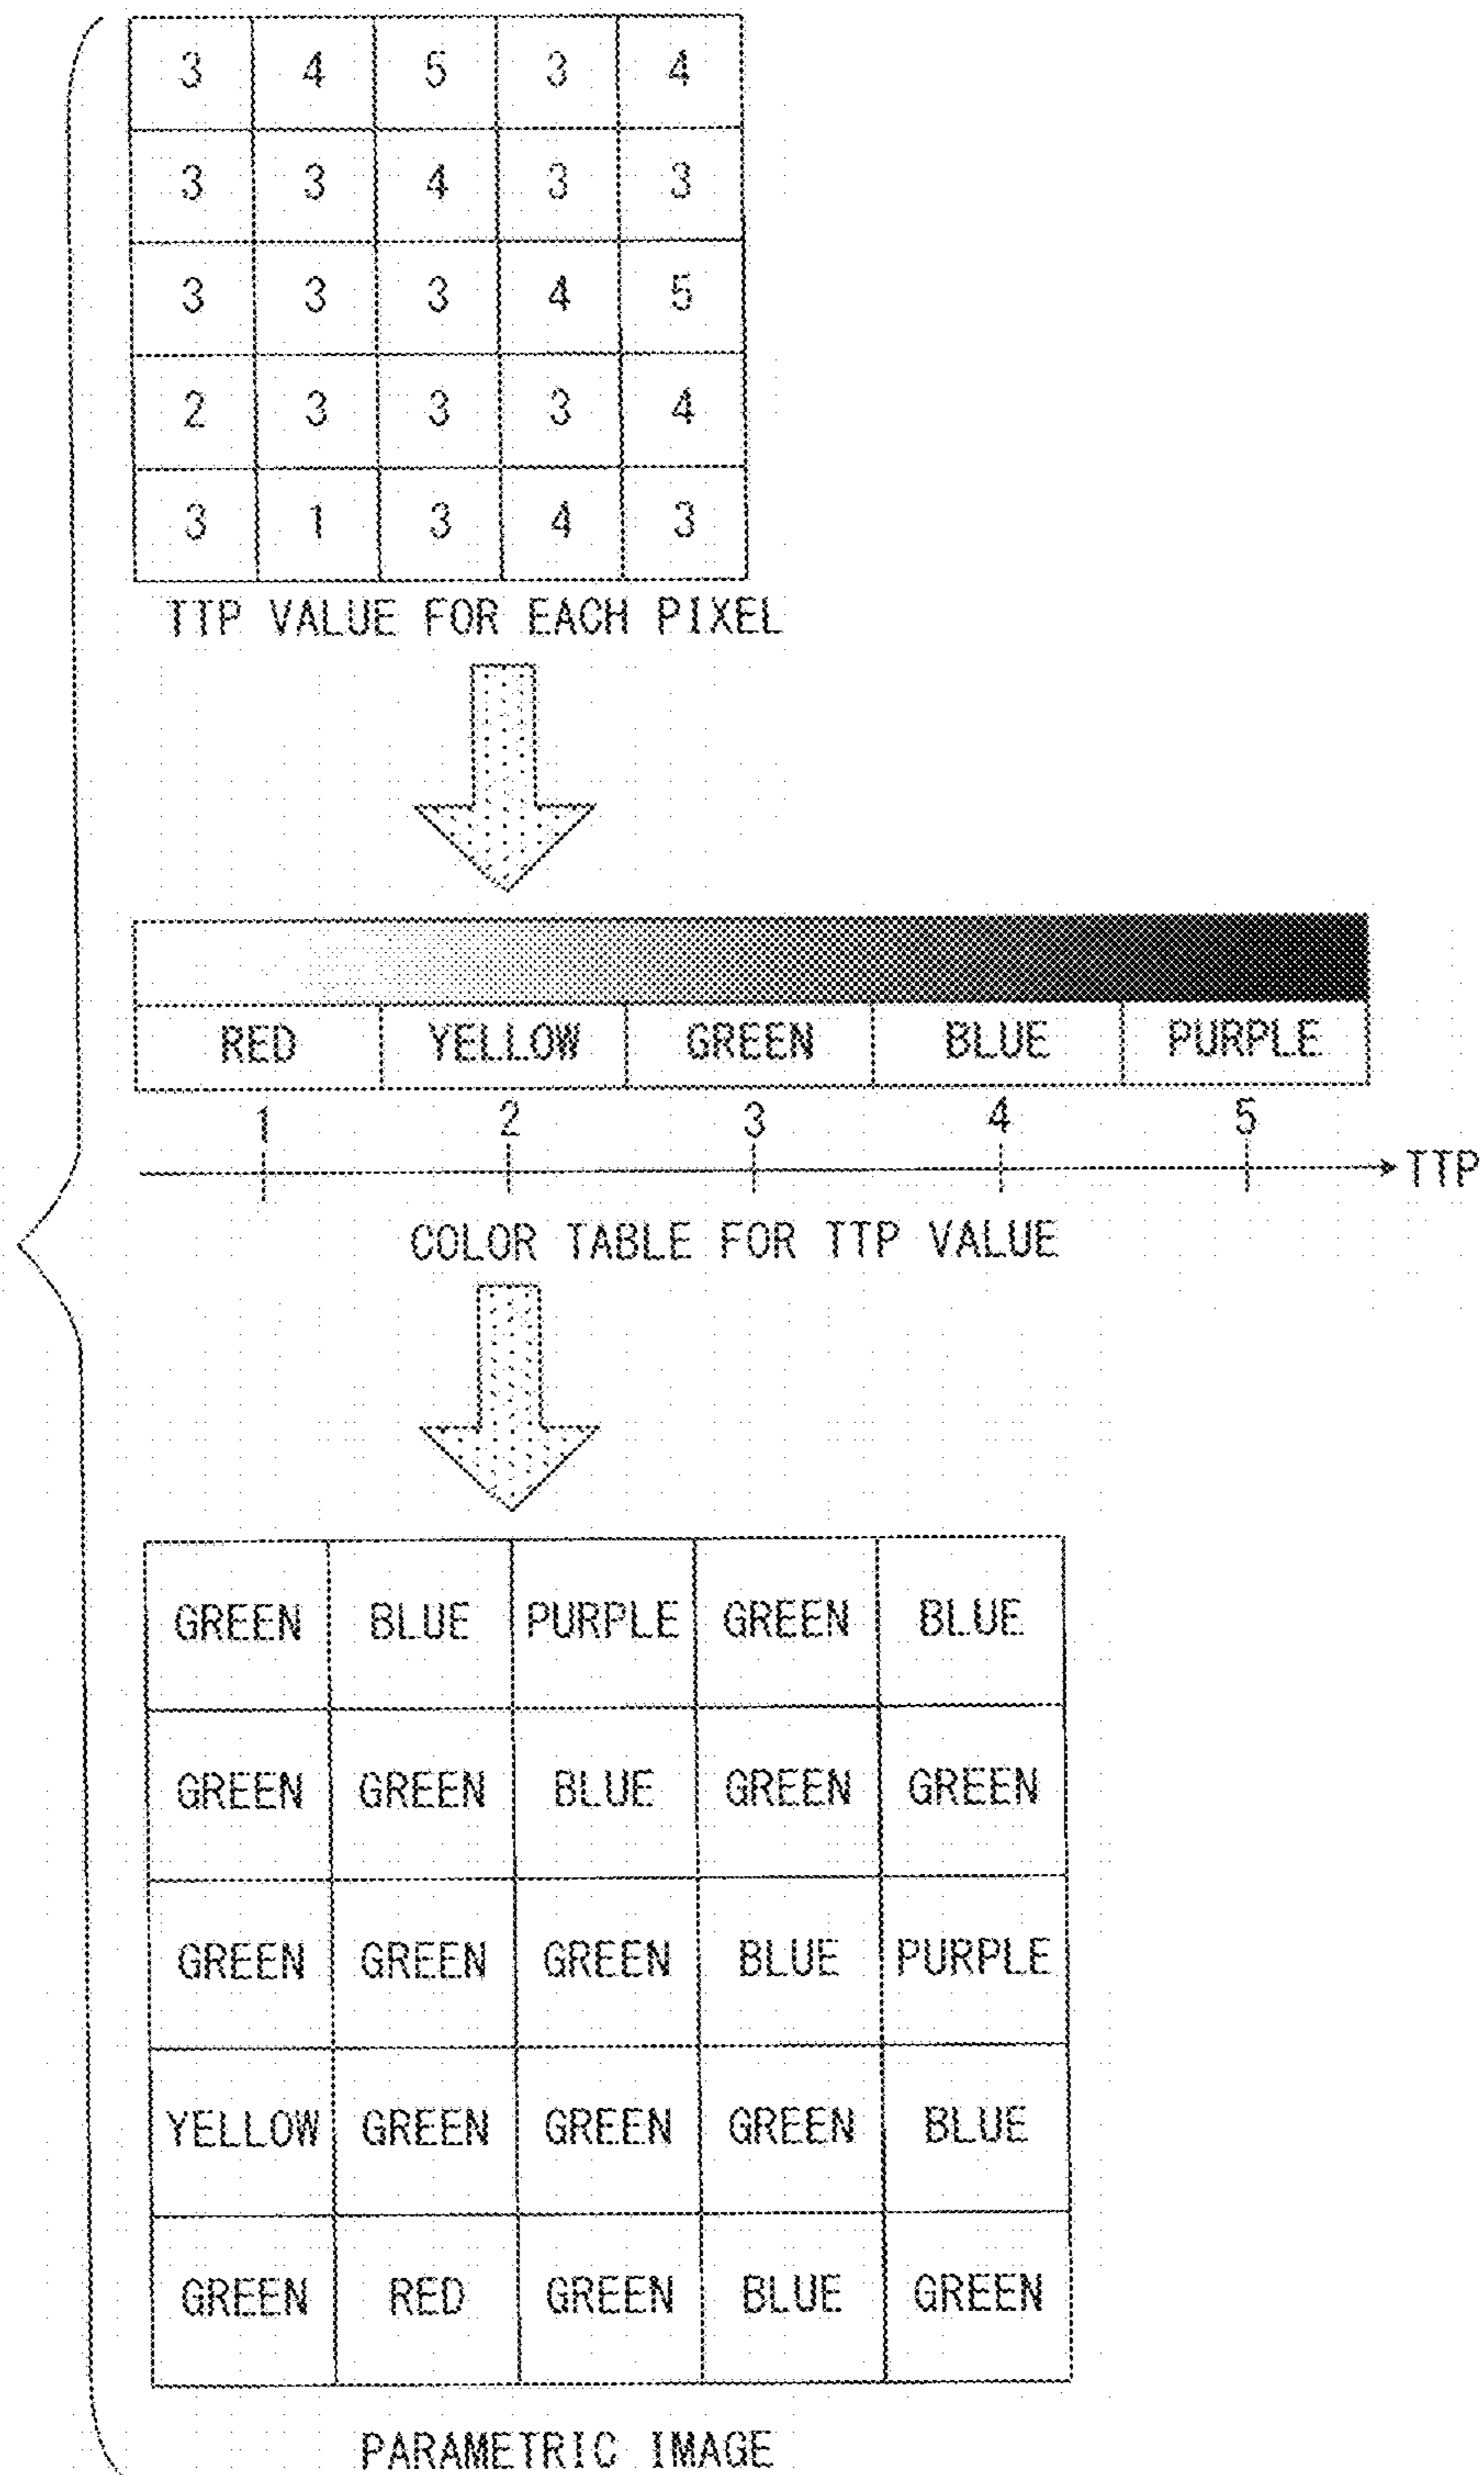 3 4 5 3 4
3 3 4 3 3
3 3 3 4 5
2 3 3 3 4
3 1 3 4 3
TTP VALUE FOR EACH PIXEL
RED YELLOW GREEN BLUE PURPLE
1 2 3 4 5
TTP
COLOR TABLE FOR TTP VALUE
GREEN BLUE PURPLE GREEN BLUE
GREEN GREEN BLUE GREEN GREEN
GREEN GREEN GREEN BLUE PURPLE
YELLOW GREEN GREEN GREEN BLUE
GREEN RED GREEN BLUE GREEN
PARAMETRIC IMAGE